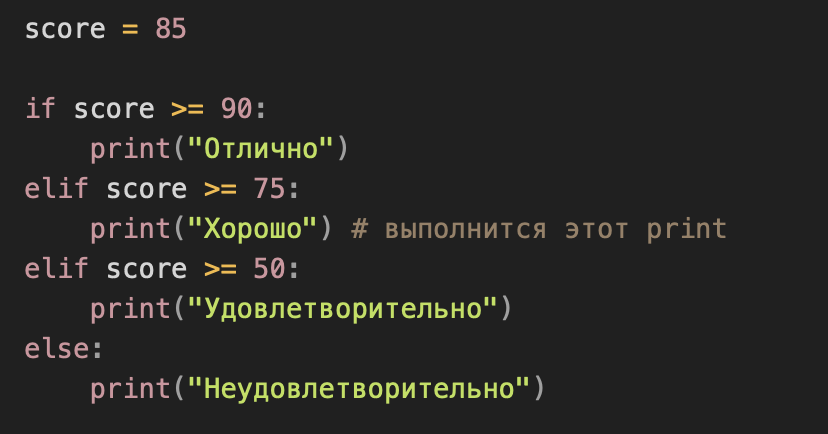 score = 85
if score >= 90:
    print("Отлично")
elif score >= 75:
    print("Хорошо") # выполнится этот print
elif score >= 50:
    print("Удовлетворительно")
else:
    print("Неудовлетворительно")